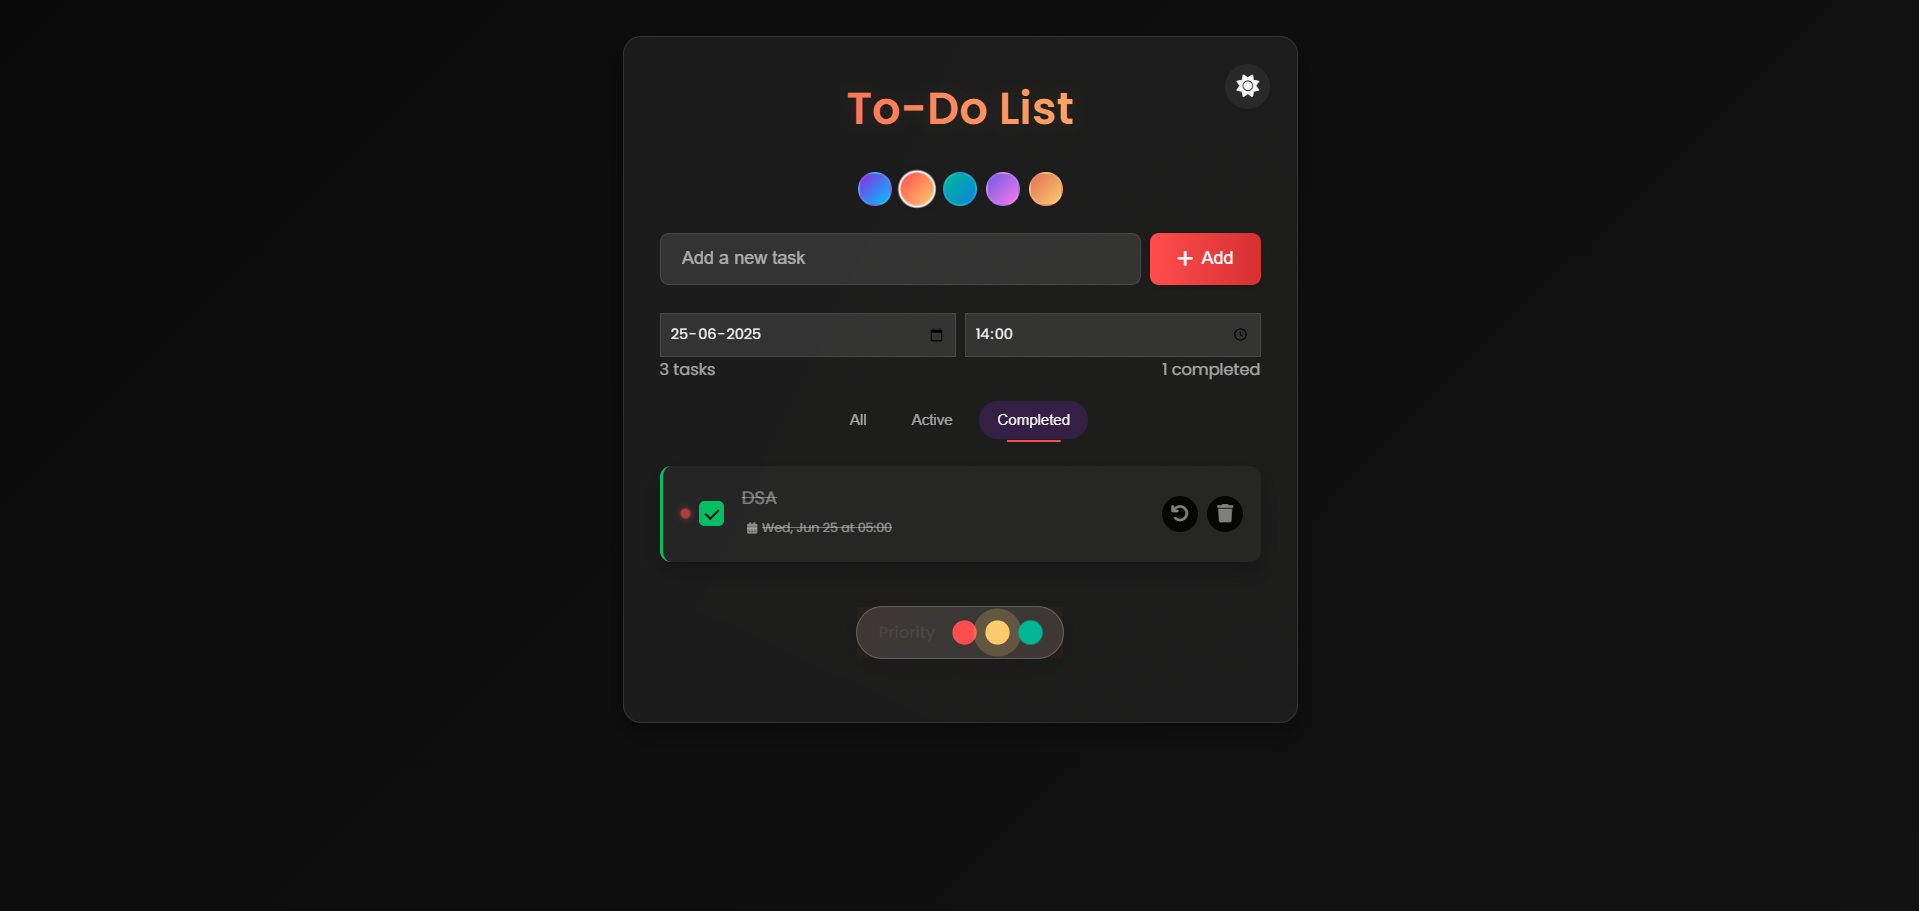 To-Do List
Add a new task
Add
25-06-2025
14:00
3 tasks
1 completed
All
Active
Completed
DSA
Wed, Jun 25 at 05:00
Priority